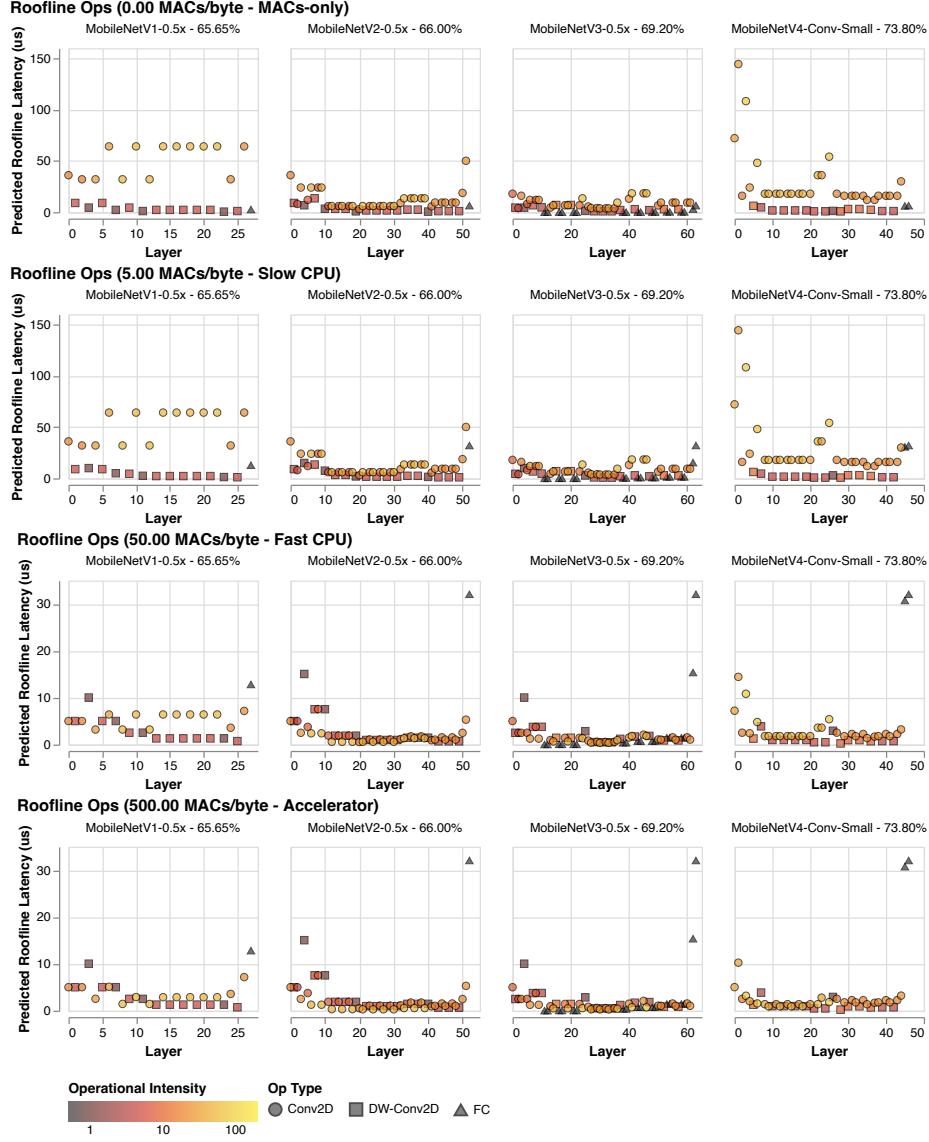 Roofline Ops (0.00 MACs/byte - MACs-only)
MobileNetV1-0.5x - 65.65% MobileNetV2-0.5x - 66.00% MobileNetV3-0.5x - 69.20% MobileNetV4-Conv-Small - 73.80%
Predicted Roofline Latency (us)
150
100
50
0
0 5 10 15 20 25 0 10 20 30 40 50 0 20 40 60 0 10 20 30 40 50
Layer Layer Layer Layer
Roofline Ops (5.00 MACs/byte - Slow CPU)
MobileNetV1-0.5x - 65.65% MobileNetV2-0.5x - 66.00% MobileNetV3-0.5x - 69.20% MobileNetV4-Conv-Small - 73.80%
Predicted Roofline Latency (us)
150
100
50
0
0 5 10 15 20 25 0 10 20 30 40 50 0 20 40 60 0 10 20 30 40 50
Layer Layer Layer Layer
Roofline Ops (50.00 MACs/byte - Fast CPU)
MobileNetV1-0.5x - 65.65% MobileNetV2-0.5x - 66.00% MobileNetV3-0.5x - 69.20% MobileNetV4-Conv-Small - 73.80%
Predicted Roofline Latency (us)
30
20
10
0
0 5 10 15 20 25 0 10 20 30 40 50 0 20 40 60 0 10 20 30 40 50
Layer Layer Layer Layer
Roofline Ops (500.00 MACs/byte - Accelerator)
MobileNetV1-0.5x - 65.65% MobileNetV2-0.5x - 66.00% MobileNetV3-0.5x - 69.20% MobileNetV4-Conv-Small - 73.80%
Predicted Roofline Latency (us)
30
20
10
0
0 5 10 15 20 25 0 10 20 30 40 50 0 20 40 60 0 10 20 30 40 50
Layer Layer Layer Layer
Operational Intensity Op Type
Conv2D DW-Conv2D FC
1 10 100